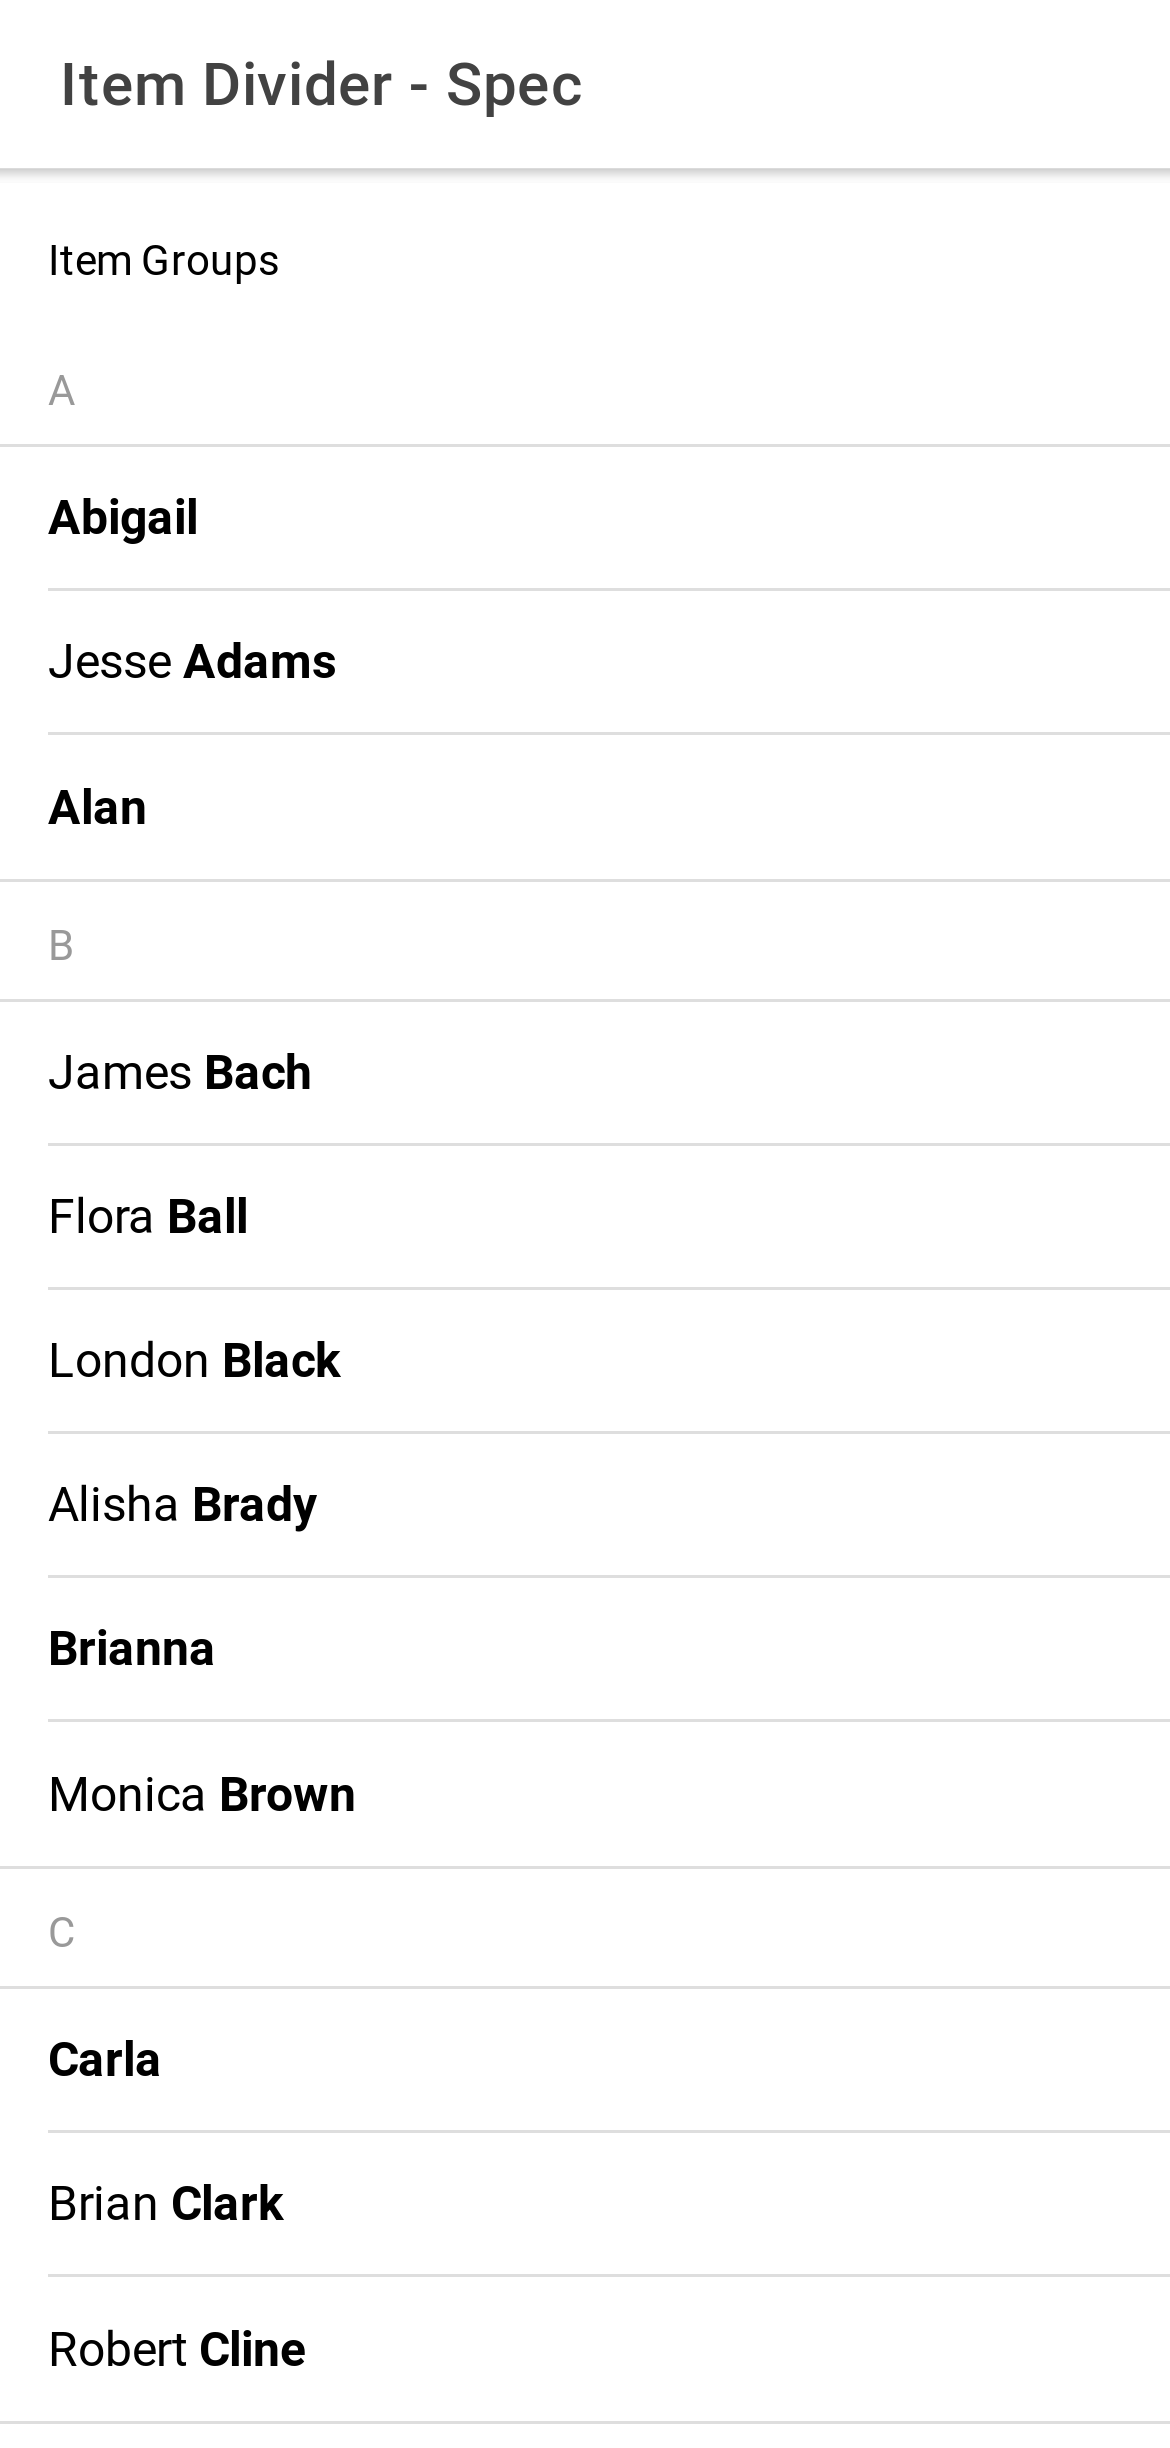 Item Divider - Spec
Item Groups
A
Abigail
Jesse Adams
Alan
B
James Bach
Flora Ball
London Black
Alisha Brady
Brianna
Monica Brown
C
Carla
Brian Clark
Robert Cline